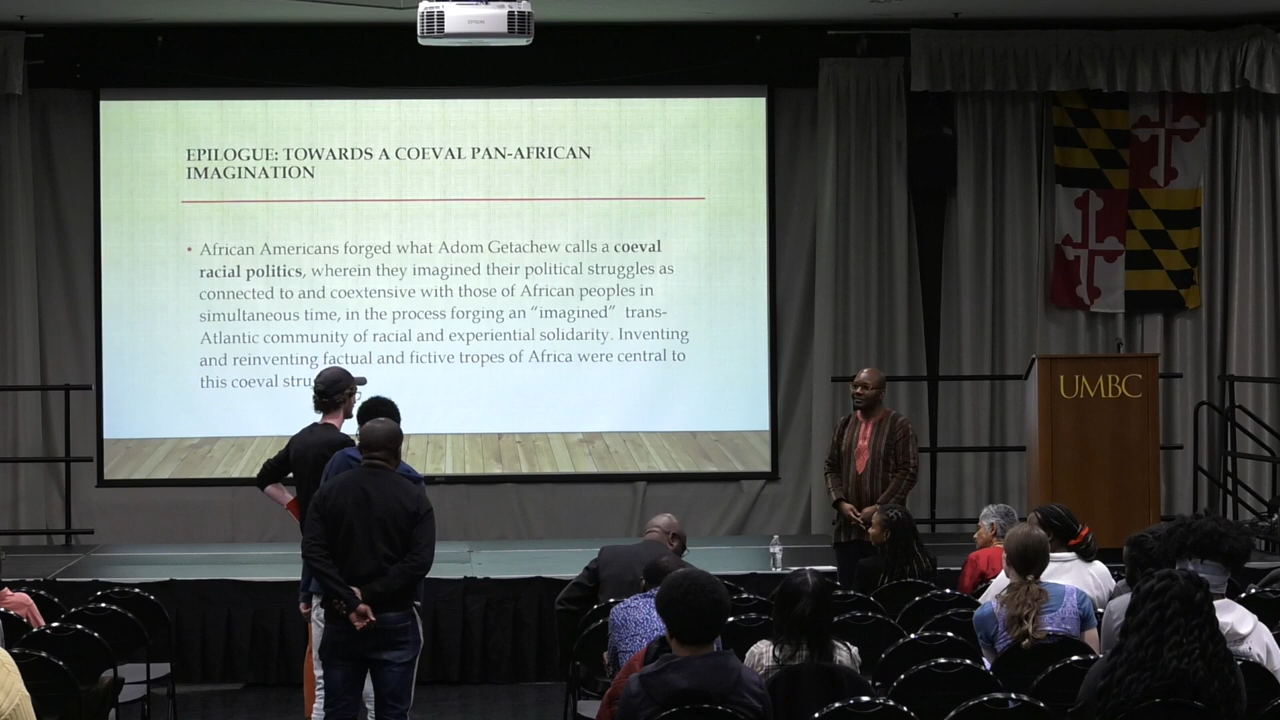 EPSON
EPILOGUE: TOWARDS A COEVAL PAN-AFRICAN
IMAGINATION
• African Americans forged what Adom Getachew calls a coeval
racial politics, wherein they imagined their political struggles as
connected to and coextensive with those of African peoples in
simultaneous time, in the process forging an “imagined” trans-
Atlantic community of racial and experiential solidarity. Inventing
and reinventing factual and fictive tropes of Africa were central to
this coeval
UMBC